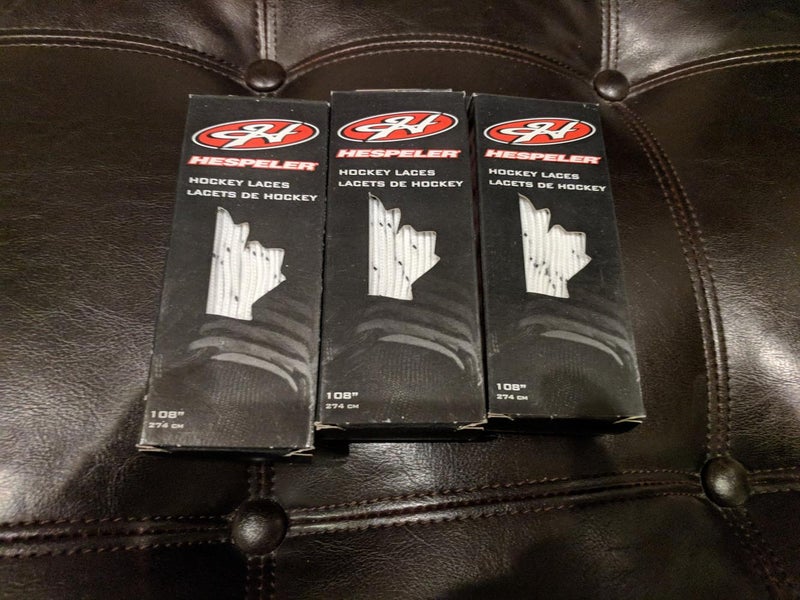 HESPELER
HOCKEY LACES
LACETS DE HOCKEY
108"
274 CM
HESPELER
HOCKEY LACES
LACETS DE HOCKEY
108"
274 CM
HESPELER
HOCKEY LACES
LACETS DE HOCKEY
108"
274 CM